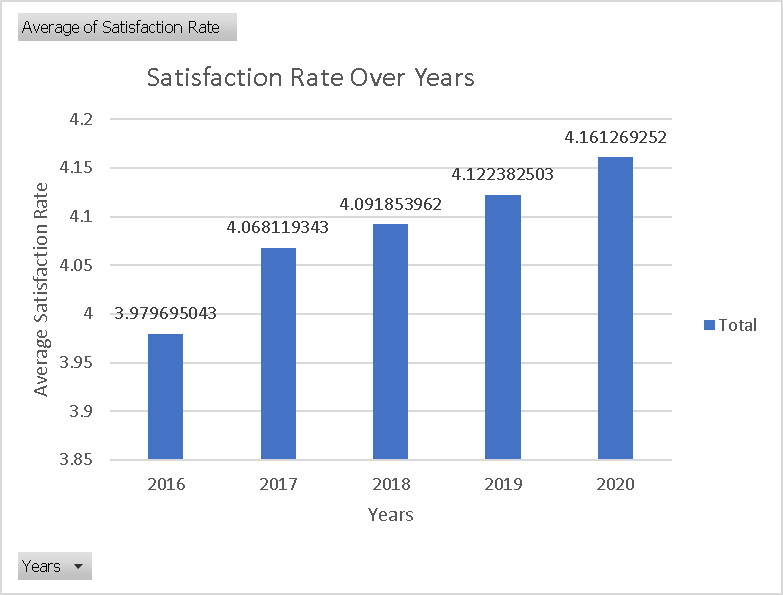 Average of Satisfaction Rate
Satisfaction Rate Over Years
4.2
4.15
4.1
4.05
4
3.95
3.9
3.85
Average Satisfaction Rate
3.979695043
4.068119343
4.091853962
4.122382503
4.161269252
Total
2016 2017 2018 2019 2020
Years
Years